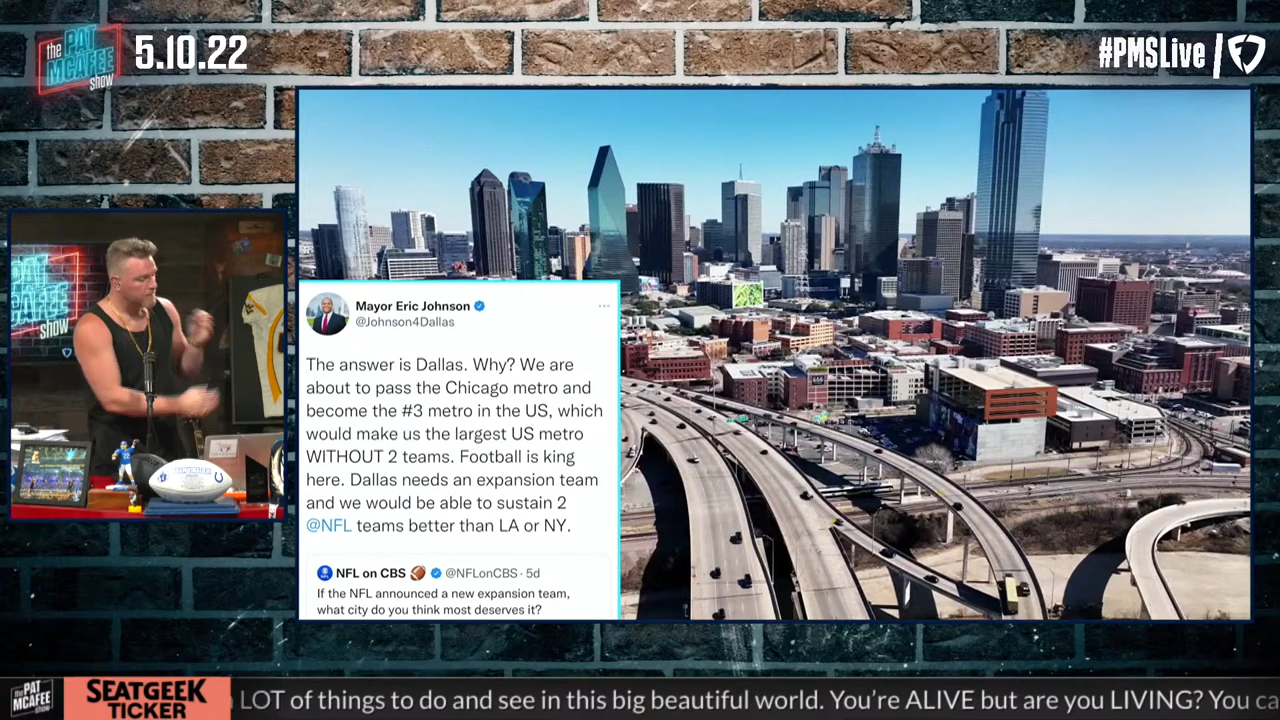 the
PAT
MCAFEE
show
5.10.22
#PMSLive
PAT
MCAFEE
show
Mayor Eric Johnson
@Johnson4Dallas
The answer is Dallas. Why? We are
about to pass the Chicago metro and
become the #3 metro in the US, which
would make us the largest US metro
WITHOUT 2 teams. Football is king
here. Dallas needs an expansion team
and we would be able to sustain 2
@NFL teams better than LA or NY.
NFL on CBS 🏈 @NFLonCBS · 5d
If the NFL announced a new expansion team,
what city do you think most deserves it?
the
PAT
MCAFEE
show
SEATGEEK
TICKER
LOT of things to do and see in this big beautiful world. You're ALIVE but are you LIVING? You ca